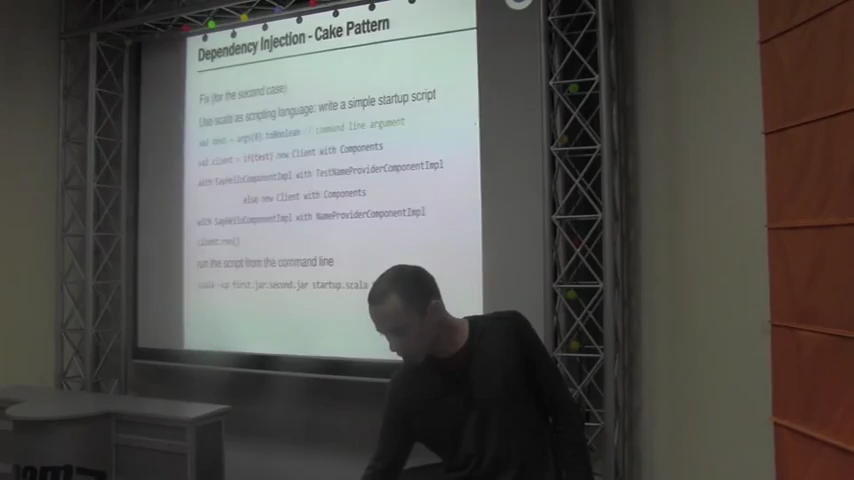 Dependency Injection - Cake Pattern
Fix (for the second case)
Use scala as scripting language: write a simple startup script
val test = args(0).toBoolean // command line argument
val client = if(test) new Client with Components
with SayHelloComponentImpl with TestNameProviderComponentImpl
else new Client with Components
with SayHelloComponentImpl with NameProviderComponentImpl
client.run()
run the script from the command line
scala -cp first.jar:second.jar startup.scala